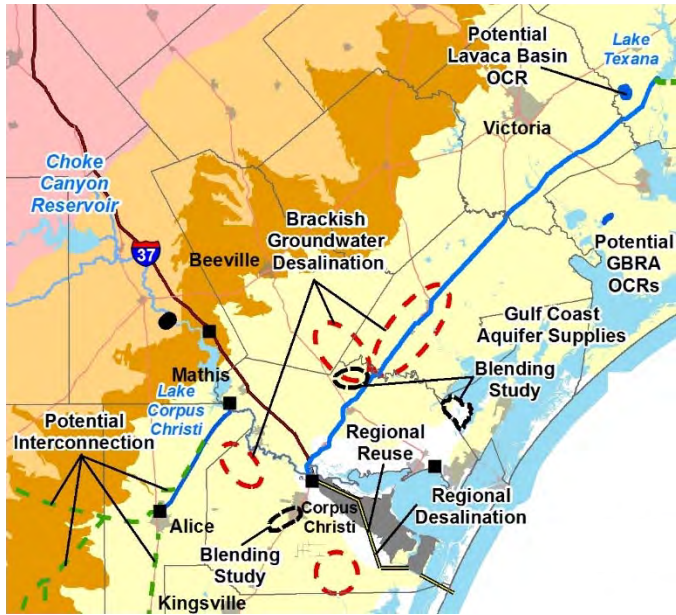 Potential
Lavaca Basin
OCR
Lake
Texana
Victoria
Choke
Canyon
Reservoir
Brackish
Groundwater
Desalination
37
Beeville
Potential
GBRA
OCRs
Gulf Coast
Aquifer Supplies
Blending
Study
Mathis
Lake
Corpus
Christi
Potential
Interconnection
Regional
Reuse
Regional
Desalination
Corpus
Christi
Alice
Blending
Study
Kingsville